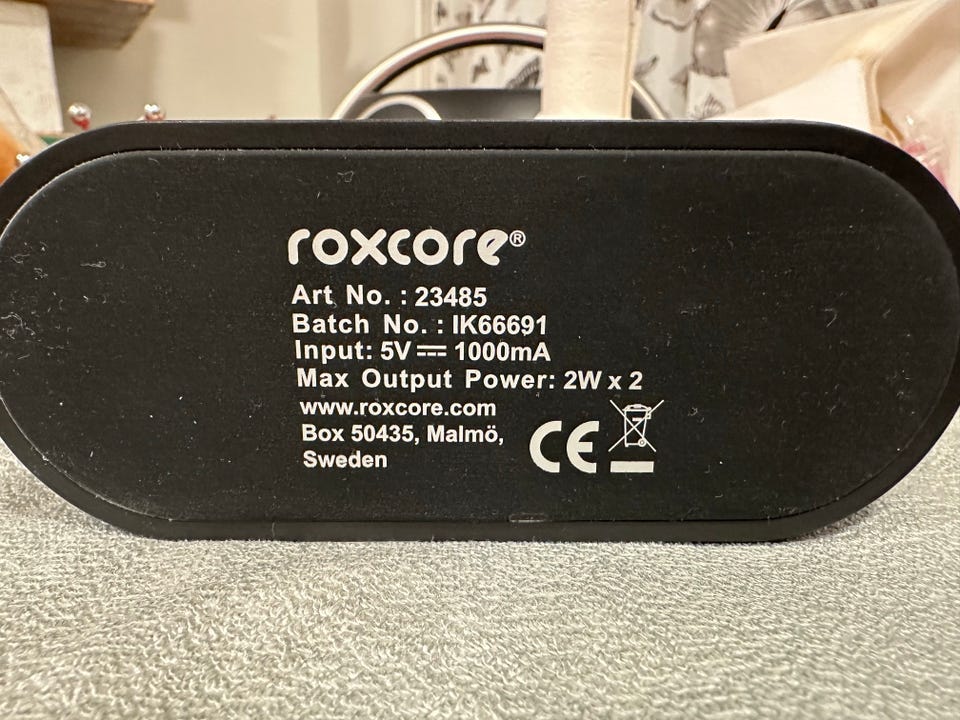 roxcore®
Art No. : 23485
Batch No. : IK66691
Input: 5V ⎓ 1000mA
Max Output Power: 2W x 2
www.roxcore.com
Box 50435, Malmö,
Sweden
CE